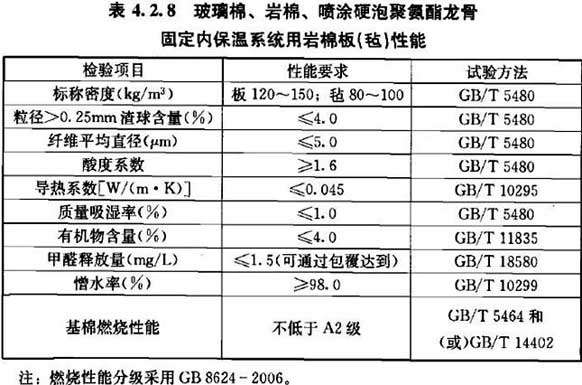 表 4.2.8 玻璃棉、岩棉、喷涂硬泡聚氨酯龙骨
固定内保温系统用岩棉板(毡)性能
检验项目 性能要求 试验方法
标称密度(kg/m³) 板 120～150；毡 80～100 GB/T 5480
粒径＞0.25mm 渣球含量(%) ≤4.0 GB/T 5480
纤维平均直径(μm) ≤5.0 GB/T 5480
酸度系数 ≥1.6 GB/T 5480
导热系数[W/(m·K)] ≤0.045 GB/T 10295
质量吸湿率(%) ≤1.0 GB/T 5480
有机物含量(%) ≤4.0 GB/T 11835
甲醛释放量(mg/L) ≤1.5(可通过包覆达到) GB/T 18580
憎水率(%) ≥98.0 GB/T 10299
基棉燃烧性能 不低于 A2 级 GB/T 5464 和
(或)GB/T 14402
注：燃烧性能分级采用 GB 8624-2006。